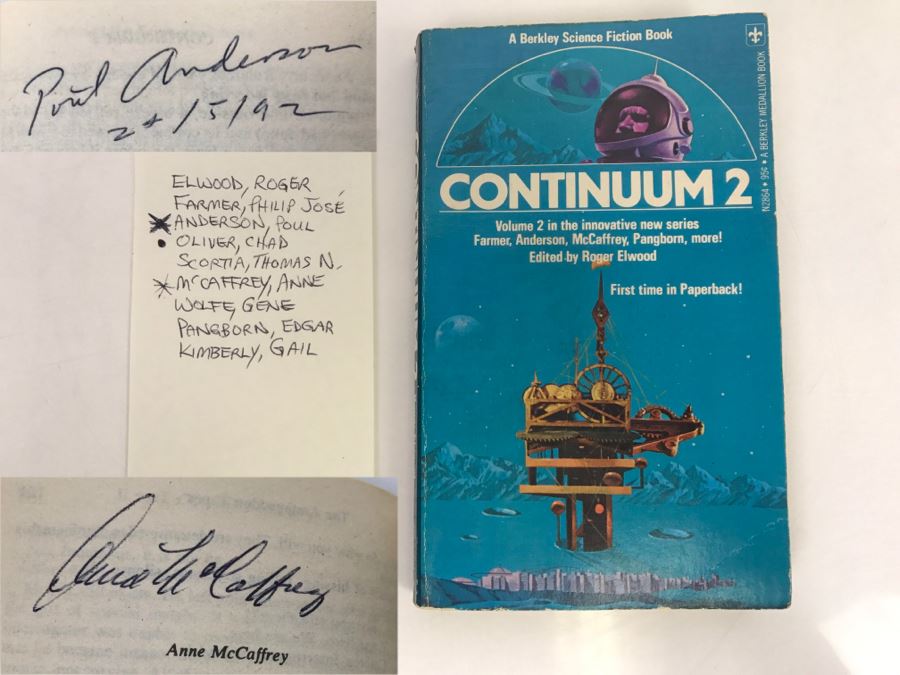 Poul Anderson
24/5/92
ELWOOD, ROGER
FARMER, PHILIP JOSÉ
ANDERSON, POUL
OLIVER, CHAD
SCORTIA, THOMAS N.
McCAFFREY, ANNE
WOLFE, GENE
PANGBORN, EDGAR
KIMBERLY, GAIL
Anne McCaffrey
Anne McCaffrey
A Berkley Science Fiction Book
CONTINUUM 2
Volume 2 in the innovative new series
Farmer, Anderson, McCaffrey, Pangborn, more!
Edited by Roger Elwood
First time in Paperback!
N2864 • 95¢ • A BERKLEY MEDALLION BOOK